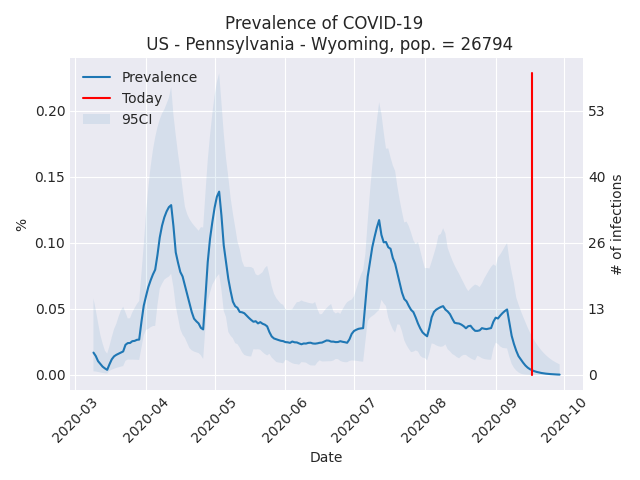 Prevalence of COVID-19
US - Pennsylvania - Wyoming, pop. = 26794
Prevalence
Today
95CI
0.20
0.15
0.10
0.05
0.00
%
53
40
26
13
0
# of infections
2020-03
2020-04
2020-05
2020-06
2020-07
2020-08
2020-09
2020-10
Date